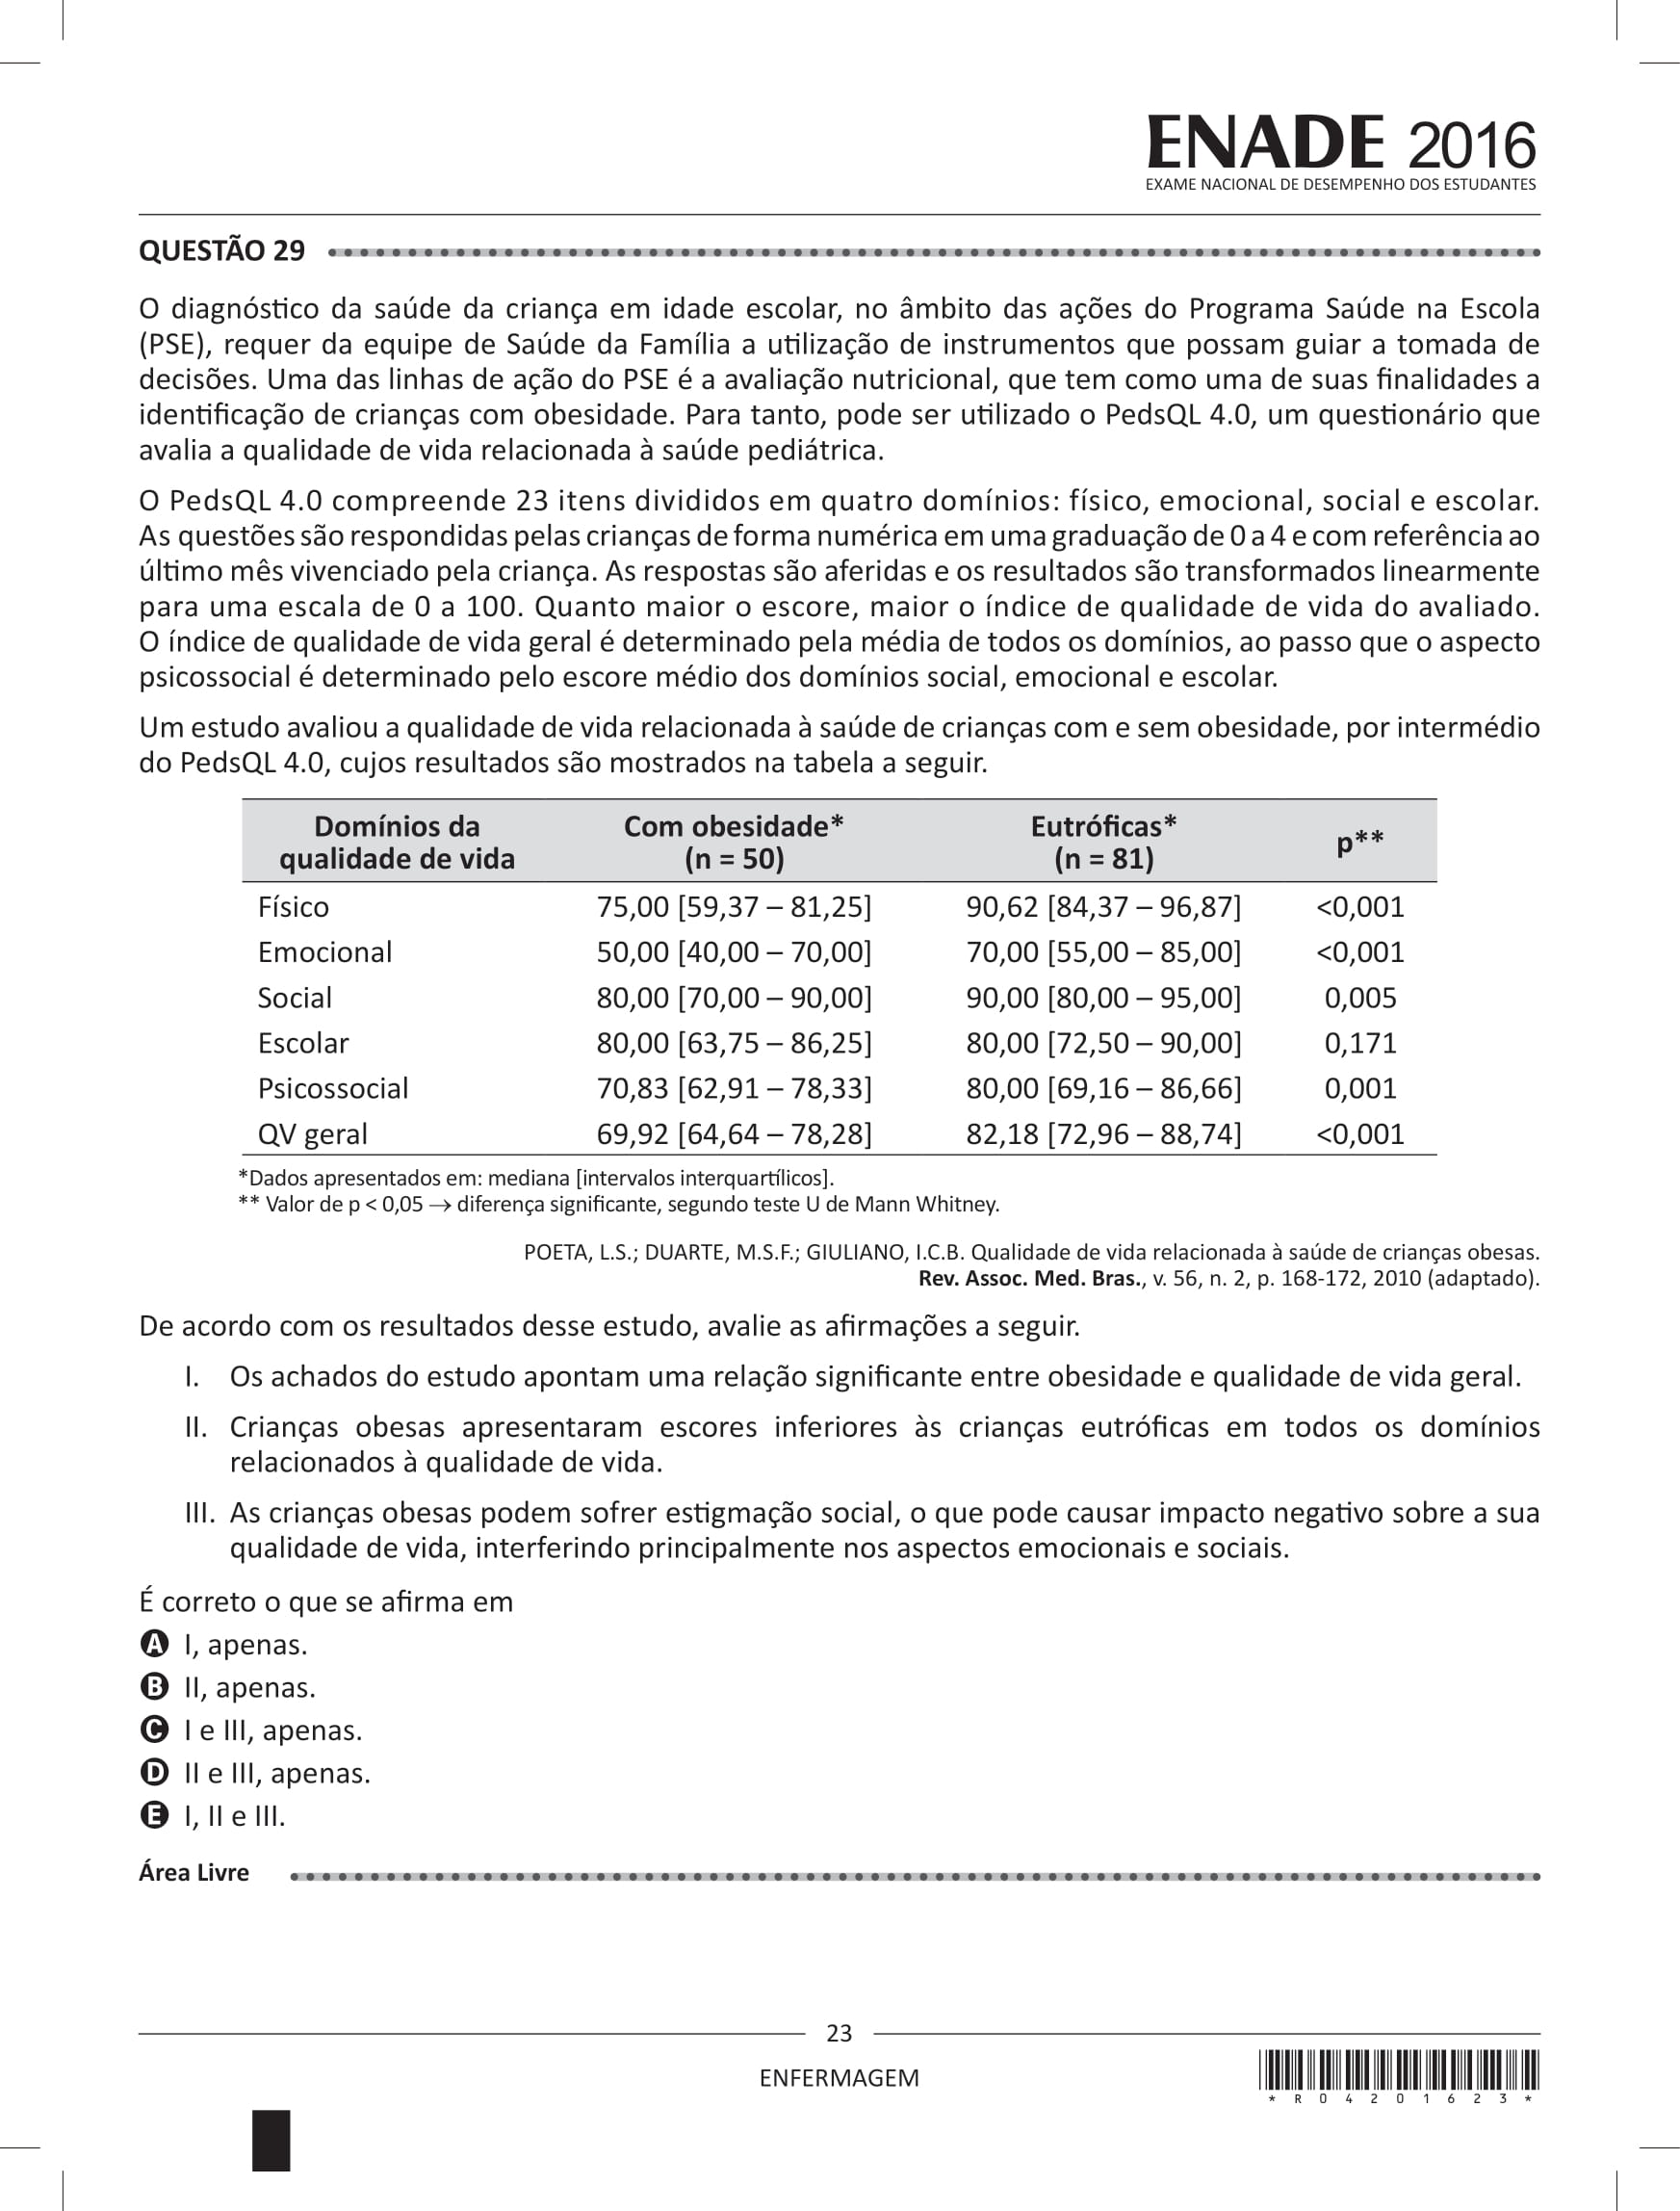 ENADE 2016
EXAME NACIONAL DE DESEMPENHO DOS ESTUDANTES
QUESTÃO 29
O diagnóstico da saúde da criança em idade escolar, no âmbito das ações do Programa Saúde na Escola
(PSE), requer da equipe de Saúde da Família a utilização de instrumentos que possam guiar a tomada de
decisões. Uma das linhas de ação do PSE é a avaliação nutricional, que tem como uma de suas finalidades a
identificação de crianças com obesidade. Para tanto, pode ser utilizado o PedsQL 4.0, um questionário que
avalia a qualidade de vida relacionada à saúde pediátrica.
O PedsQL 4.0 compreende 23 itens divididos em quatro domínios: físico, emocional, social e escolar.
As questões são respondidas pelas crianças de forma numérica em uma graduação de 0 a 4 e com referência ao
último mês vivenciado pela criança. As respostas são aferidas e os resultados são transformados linearmente
para uma escala de 0 a 100. Quanto maior o escore, maior o índice de qualidade de vida do avaliado.
O índice de qualidade de vida geral é determinado pela média de todos os domínios, ao passo que o aspecto
psicossocial é determinado pelo escore médio dos domínios social, emocional e escolar.
Um estudo avaliou a qualidade de vida relacionada à saúde de crianças com e sem obesidade, por intermédio
do PedsQL 4.0, cujos resultados são mostrados na tabela a seguir.
Domínios da qualidade de vida Com obesidade* (n = 50) Eutróficas* (n = 81) p**
Físico 75,00 [59,37 – 81,25] 90,62 [84,37 – 96,87] <0,001
Emocional 50,00 [40,00 – 70,00] 70,00 [55,00 – 85,00] <0,001
Social 80,00 [70,00 – 90,00] 90,00 [80,00 – 95,00] 0,005
Escolar 80,00 [63,75 – 86,25] 80,00 [72,50 – 90,00] 0,171
Psicossocial 70,83 [62,91 – 78,33] 80,00 [69,16 – 86,66] 0,001
QV geral 69,92 [64,64 – 78,28] 82,18 [72,96 – 88,74] <0,001
*Dados apresentados em: mediana [intervalos interquartílicos].
** Valor de p < 0,05 → diferença significante, segundo teste U de Mann Whitney.
POETA, L.S.; DUARTE, M.S.F.; GIULIANO, I.C.B. Qualidade de vida relacionada à saúde de crianças obesas.
Rev. Assoc. Med. Bras., v. 56, n. 2, p. 168-172, 2010 (adaptado).
De acordo com os resultados desse estudo, avalie as afirmações a seguir.
I. Os achados do estudo apontam uma relação significante entre obesidade e qualidade de vida geral.
II. Crianças obesas apresentaram escores inferiores às crianças eutróficas em todos os domínios
relacionados à qualidade de vida.
III. As crianças obesas podem sofrer estigmação social, o que pode causar impacto negativo sobre a sua
qualidade de vida, interferindo principalmente nos aspectos emocionais e sociais.
É correto o que se afirma em
A I, apenas.
B II, apenas.
C I e III, apenas.
D II e III, apenas.
E I, II e III.
Área Livre
23
ENFERMAGEM
*R04201623*